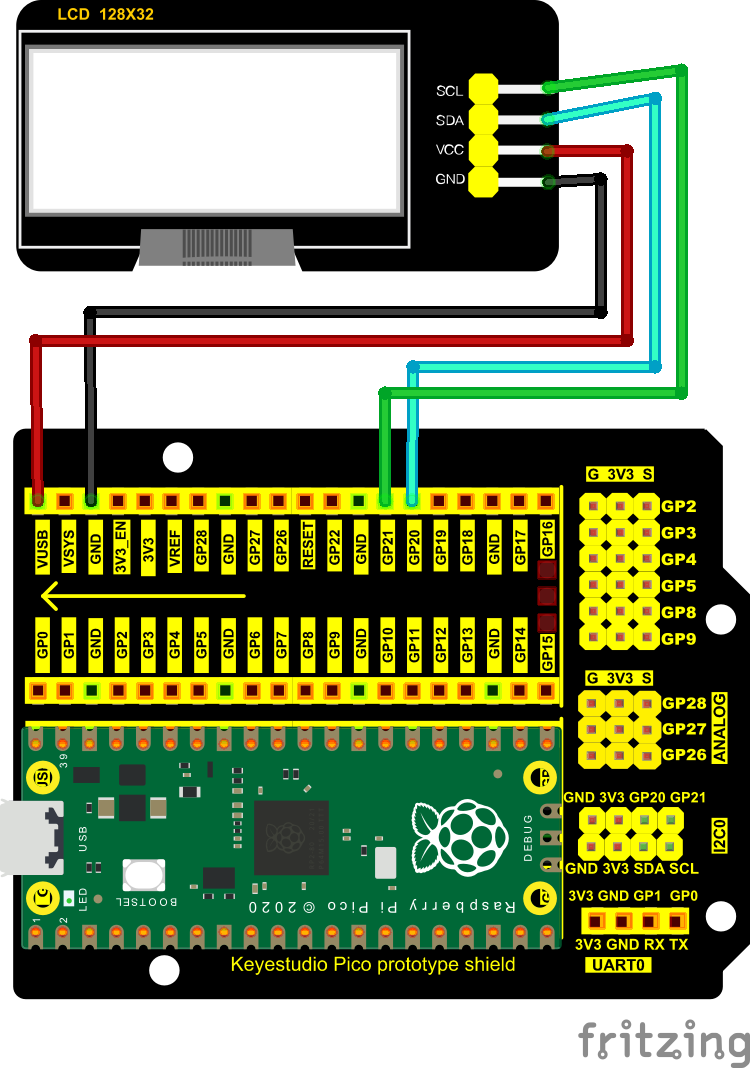 LCD 128X32
SCL
SDA
VCC
GND
G 3V3 S
GP2
GP3
GP4
GP5
GP8
GP9
VUSB VSYS GND 3V3_EN 3V3 VREF GP28 GND GP27 GP26 RESET GP22 GND GP21 GP20 GP19 GP18 GND GP17 GP16
GP0 GP1 GND GP2 GP3 GP4 GP5 GND GP6 GP7 GP8 GP9 GND GP10 GP11 GP12 GP13 GND GP14 GP15
G 3V3 S
GP28
GP27
GP26
ANALOG
39
USB
DEBUG
BOOTSEL
LED
1
2
Raspberry Pi Pico © 2020
GND 3V3 GP20 GP21
I2C0
GND 3V3 SDA SCL
3V3 GND GP1 GP0
3V3 GND RX TX
UART0
Keyestudio Pico prototype shield
fritzing